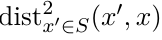 dist²_{x′∈S}(x′, x)